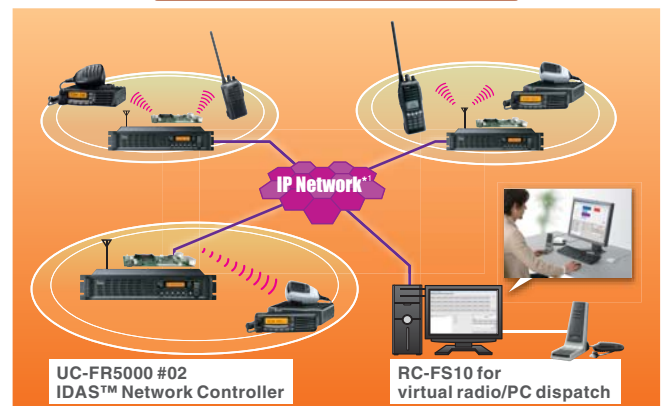 IP Network*1
UC-FR5000 #02
IDAS™ Network Controller
RC-FS10 for
virtual radio/PC dispatch